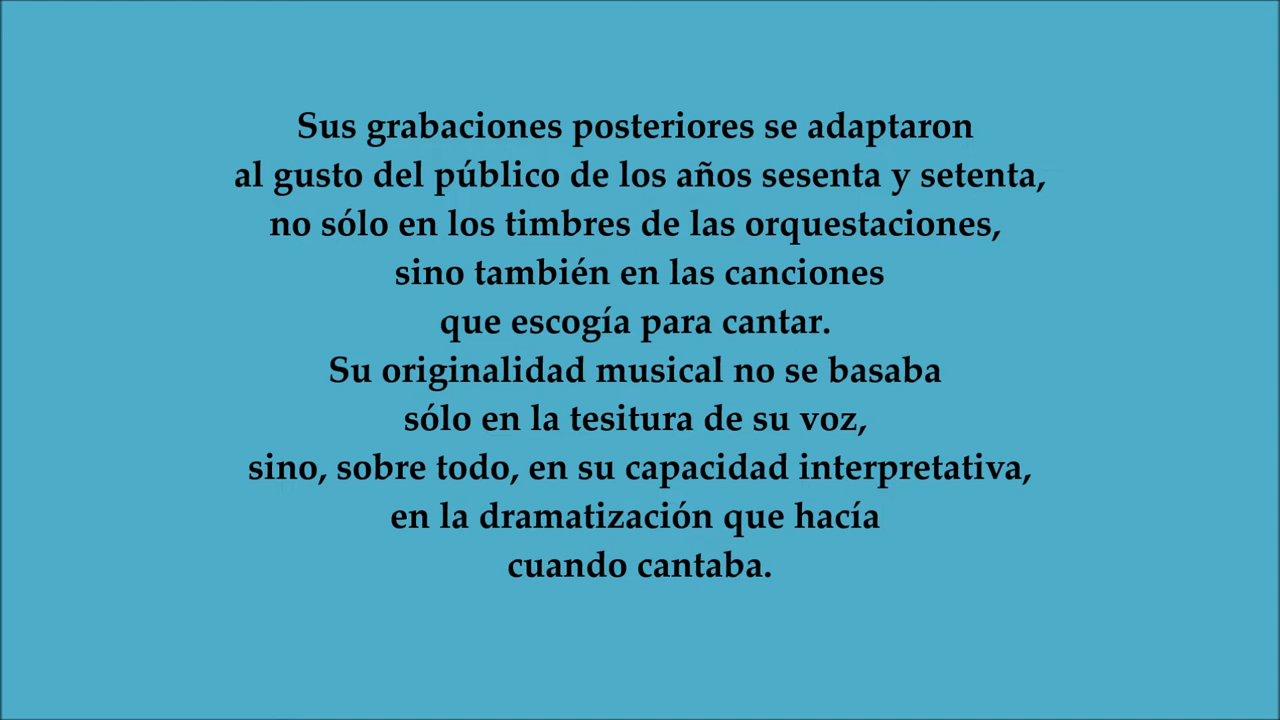 Sus grabaciones posteriores se adaptaron
al gusto del público de los años sesenta y setenta,
no sólo en los timbres de las orquestaciones,
sino también en las canciones
que escogía para cantar.
Su originalidad musical no se basaba
sólo en la tesitura de su voz,
sino, sobre todo, en su capacidad interpretativa,
en la dramatización que hacía
cuando cantaba.